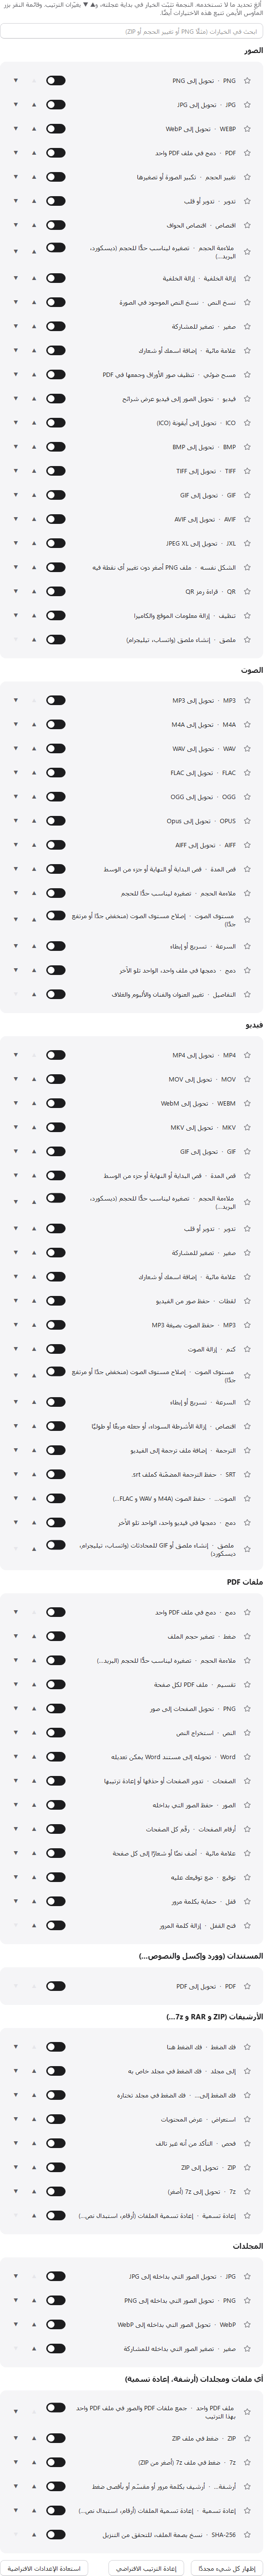 ألغِ تحديد ما لا تستخدمه. النجمة تثبّت الخيار في بداية عجلته، و▲ ▼ يغيّران الترتيب. وقائمة النقر بزر الماوس الأيمن تتبع هذه الاختيارات أيضًا.
ابحث في الخيارات (مثلًا PNG أو تغيير الحجم أو ZIP)
الصور
PNG · تحويل إلى PNG
JPG · تحويل إلى JPG
WEBP · تحويل إلى WebP
PDF · دمج في ملف PDF واحد
تغيير الحجم · تكبير الصورة أو تصغيرها
تدوير · تدوير أو قلب
اقتصاص · اقتصاص الحواف
ملاءمة الحجم · تصغيره ليناسب حدًّا للحجم (ديسكورد، البريد...)
إزالة الخلفية · إزالة الخلفية
نسخ النص · نسخ النص الموجود في الصورة
صغير · تصغير للمشاركة
علامة مائية · إضافة اسمك أو شعارك
مسح ضوئي · تنظيف صور الأوراق وجمعها في PDF
فيديو · تحويل الصور إلى فيديو عرض شرائح
ICO · تحويل إلى أيقونة (ICO)
BMP · تحويل إلى BMP
TIFF · تحويل إلى TIFF
GIF · تحويل إلى GIF
AVIF · تحويل إلى AVIF
JXL · تحويل إلى JPEG XL
الشكل نفسه · ملف PNG أصغر دون تغيير أي نقطة فيه
QR · قراءة رمز QR
تنظيف · إزالة معلومات الموقع والكاميرا
ملصق · إنشاء ملصق (واتساب، تيليجرام)
الصوت
MP3 · تحويل إلى MP3
M4A · تحويل إلى M4A
WAV · تحويل إلى WAV
FLAC · تحويل إلى FLAC
OGG · تحويل إلى OGG
OPUS · تحويل إلى Opus
AIFF · تحويل إلى AIFF
قص المدة · قص البداية أو النهاية أو جزء من الوسط
ملاءمة الحجم · تصغيره ليناسب حدًّا للحجم
مستوى الصوت · إصلاح مستوى الصوت (منخفض جدًّا أو مرتفع جدًّا)
السرعة · تسريع أو إبطاء
دمج · دمجها في ملف واحد، الواحد تلو الآخر
التفاصيل · تغيير العنوان والفنان والألبوم والغلاف
فيديو
MP4 · تحويل إلى MP4
MOV · تحويل إلى MOV
WEBM · تحويل إلى WebM
MKV · تحويل إلى MKV
GIF · تحويل إلى GIF
قص المدة · قص البداية أو النهاية أو جزء من الوسط
ملاءمة الحجم · تصغيره ليناسب حدًّا للحجم (ديسكورد، البريد...)
تدوير · تدوير أو قلب
صغير · تصغير للمشاركة
علامة مائية · إضافة اسمك أو شعارك
لقطات · حفظ صور من الفيديو
MP3 · حفظ الصوت بصيغة MP3
كتم · إزالة الصوت
مستوى الصوت · إصلاح مستوى الصوت (منخفض جدًّا أو مرتفع جدًّا)
السرعة · تسريع أو إبطاء
اقتصاص · إزالة الأشرطة السوداء، أو جعله مربعًا أو طوليًّا
الترجمة · إضافة ملف ترجمة إلى الفيديو
SRT · حفظ الترجمة المضمّنة كملف .srt
الصوت... · حفظ الصوت (M4A و WAV و FLAC...)
دمج · دمجها في فيديو واحد، الواحد تلو الآخر
ملصق · إنشاء ملصق أو GIF للمحادثات (واتساب، تيليجرام، ديسكورد)
ملفات PDF
دمج · دمج في ملف PDF واحد
ضغط · تصغير حجم الملف
ملاءمة الحجم · تصغيره ليناسب حدًّا للحجم (البريد...)
تقسيم · ملف PDF لكل صفحة
PNG · تحويل الصفحات إلى صور
النص · استخراج النص
Word · تحويله إلى مستند Word يمكن تعديله
الصفحات · تدوير الصفحات أو حذفها أو إعادة ترتيبها
الصور · حفظ الصور التي بداخله
أرقام الصفحات · رقّم كل الصفحات
علامة مائية · أضف نصًّا أو شعارًا إلى كل صفحة
توقيع · ضع توقيعك عليه
قفل · حماية بكلمة مرور
فتح القفل · إزالة كلمة المرور
المستندات (وورد وإكسل والنصوص...)
PDF · تحويل إلى PDF
الأرشيفات (ZIP و RAR و 7z...)
فك الضغط · فك الضغط هنا
إلى مجلد · فك الضغط في مجلد خاص به
فك الضغط إلى... · فك الضغط في مجلد تختاره
استعراض · عرض المحتويات
فحص · التأكد من أنه غير تالف
ZIP · تحويل إلى ZIP
7z · تحويل إلى 7z (أصغر)
إعادة تسمية · إعادة تسمية الملفات (أرقام، استبدال نص...)
المجلدات
JPG · تحويل الصور التي بداخله إلى JPG
PNG · تحويل الصور التي بداخله إلى PNG
WebP · تحويل الصور التي بداخله إلى WebP
صغير · تصغير الصور التي بداخله للمشاركة
أي ملفات ومجلدات (أرشفة، إعادة تسمية)
ملف PDF واحد · جمع ملفات PDF والصور في ملف PDF واحد بهذا الترتيب
ZIP · ضغط في ملف ZIP
7z · ضغط في ملف 7z (أصغر من ZIP)
أرشفة... · أرشيف بكلمة مرور أو مقسّم أو بأقصى ضغط
إعادة تسمية · إعادة تسمية الملفات (أرقام، استبدال نص...)
SHA-256 · نسخ بصمة الملف، للتحقق من التنزيل
إظهار كل شيء مجددًا
إعادة الترتيب الافتراضي
استعادة الإعدادات الافتراضية